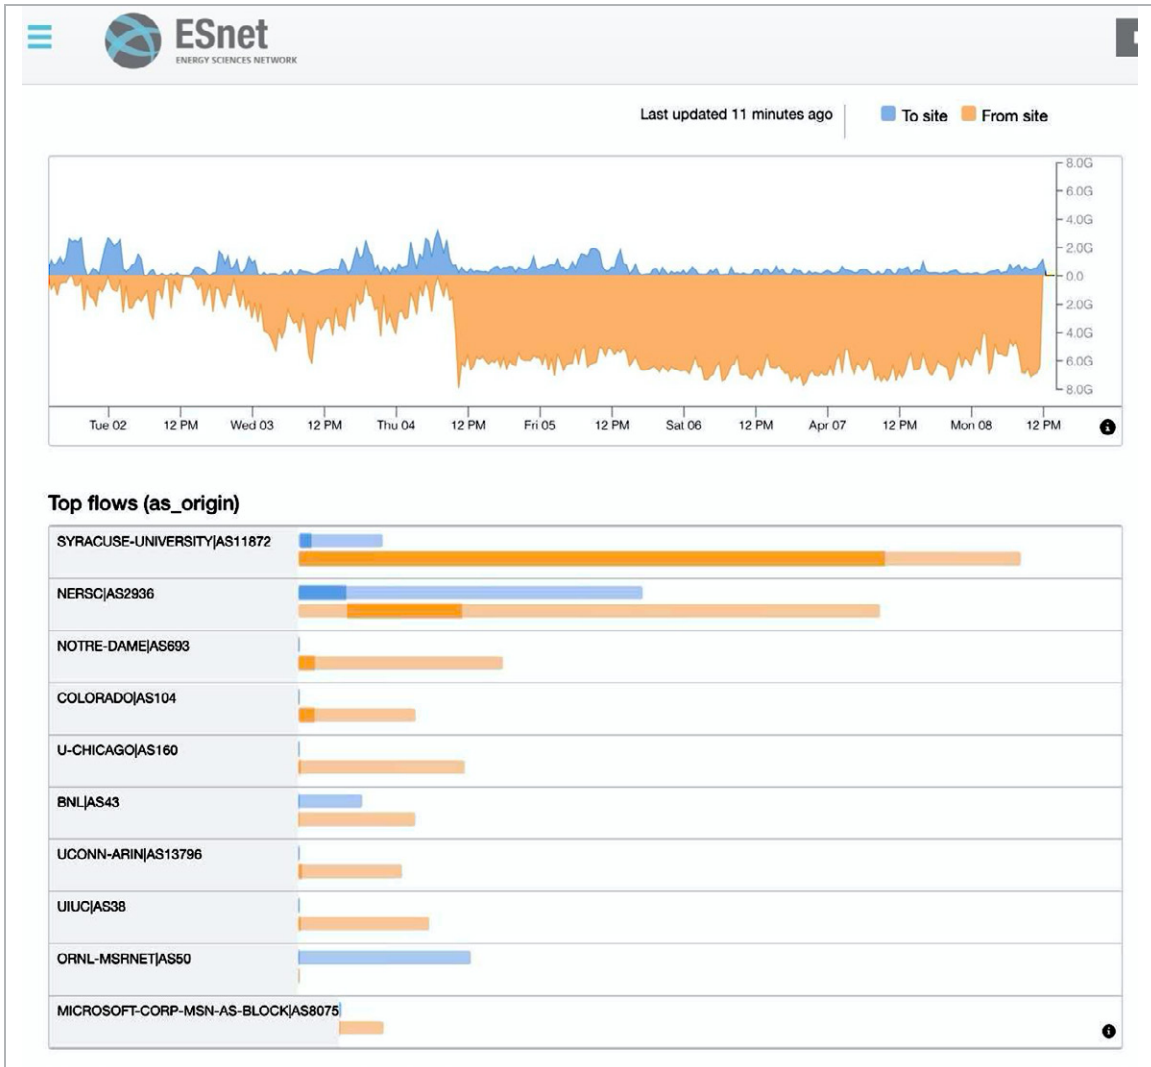 ESnet
ENERGY SCIENCES NETWORK
Last updated 11 minutes ago
To site
From site
8.0G
6.0G
4.0G
2.0G
0.0
2.0G
4.0G
6.0G
8.0G
Tue 02 12 PM Wed 03 12 PM Thu 04 12 PM Fri 05 12 PM Sat 06 12 PM Apr 07 12 PM Mon 08 12 PM
Top flows (as_origin)
SYRACUSE-UNIVERSITY|AS11872
NERSC|AS2936
NOTRE-DAME|AS693
COLORADO|AS104
U-CHICAGO|AS160
BNL|AS43
UCONN-ARIN|AS13796
UIUC|AS38
ORNL-MSRNET|AS50
MICROSOFT-CORP-MSN-AS-BLOCK|AS8075